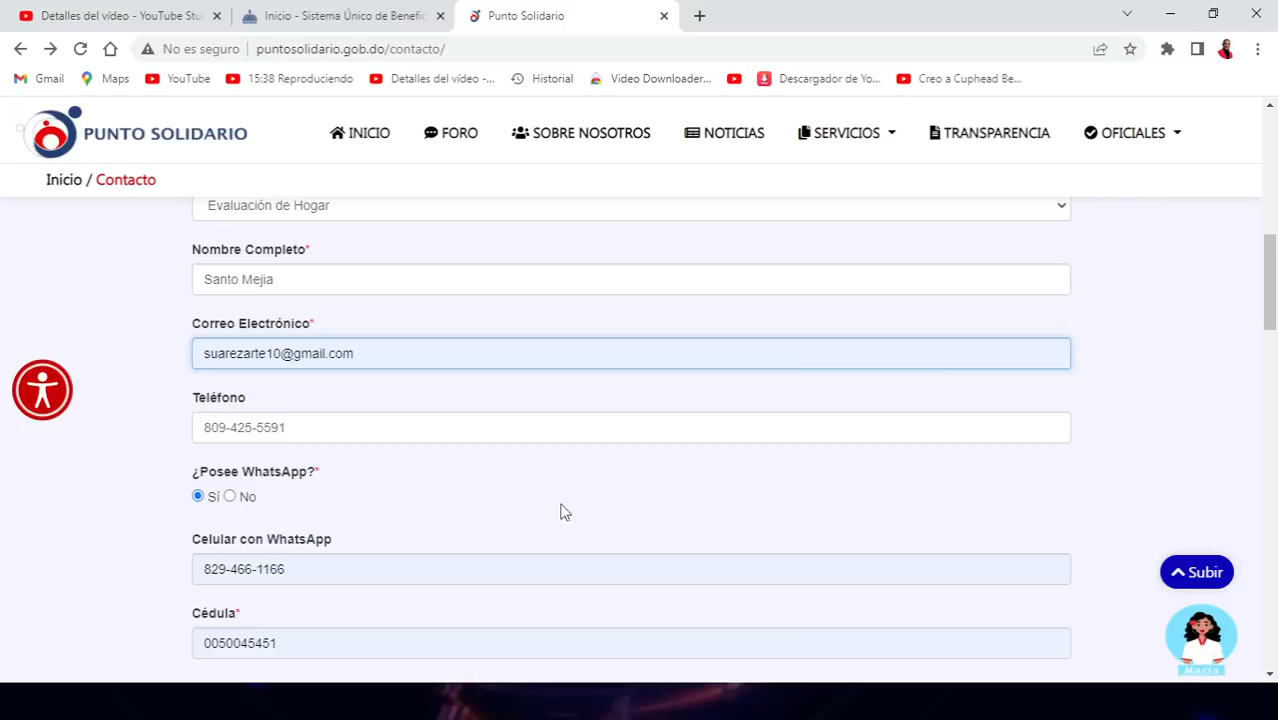 Detalles del vídeo - YouTube Stu
Inicio - Sistema Único de Benefic
Punto Solidario
No es seguro
puntosolidario.gob.do/contacto/
Gmail
Maps
YouTube
15:38 Reproduciendo
Detalles del vídeo -...
Historial
Video Downloader...
Descargador de Yo...
Creo a Cuphead Be...
PUNTO SOLIDARIO
INICIO
FORO
SOBRE NOSOTROS
NOTICIAS
SERVICIOS
TRANSPARENCIA
OFICIALES
Inicio / Contacto
Evaluación de Hogar
Nombre Completo*
Santo Mejia
Correo Electrónico*
suarezarte10@gmail.com
Teléfono
809-425-5591
¿Posee WhatsApp?*
Sí No
Celular con WhatsApp
829-466-1166
Subir
Cédula*
0050045451
María